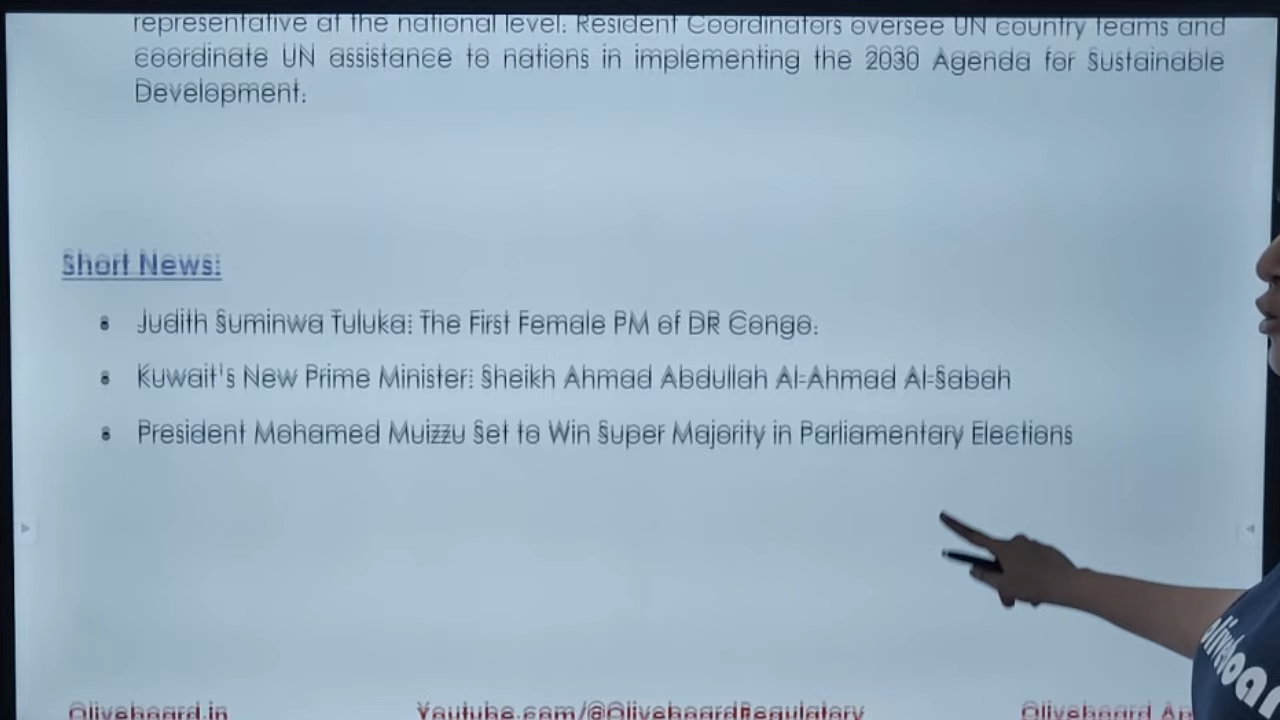 representative at the national level. Resident Coordinators oversee UN country teams and
coordinate UN assistance to nations in implementing the 2030 Agenda for Sustainable
Development.
Short News:
• Judith Suminwa Tuluka: The First Female PM of DR Congo.
• Kuwait's New Prime Minister: Sheikh Ahmad Abdullah Al-Ahmad Al-Sabah
• President Mohamed Muizzu Set to Win Super Majority in Parliamentary Elections
Oliveboard.in Youtube.com/@OliveboardRegulatory Oliveboard Ap
oliveboar